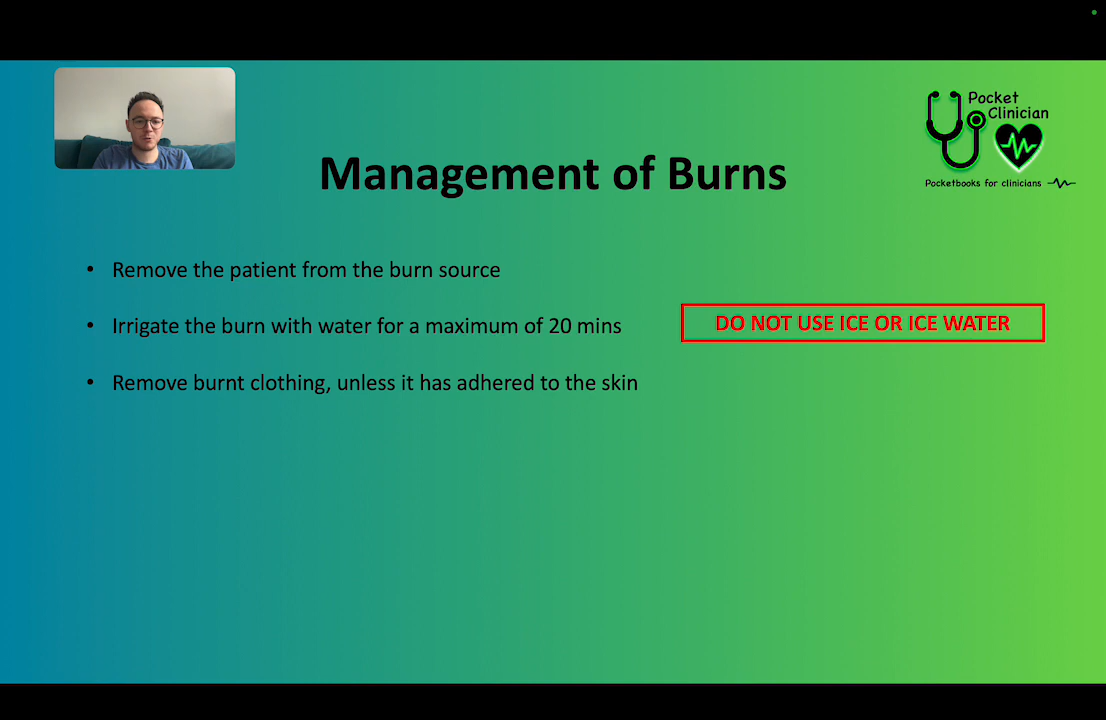 Pocket
Clinician
Pocketbooks for clinicians
Management of Burns
• Remove the patient from the burn source
• Irrigate the burn with water for a maximum of 20 mins
DO NOT USE ICE OR ICE WATER
• Remove burnt clothing, unless it has adhered to the skin